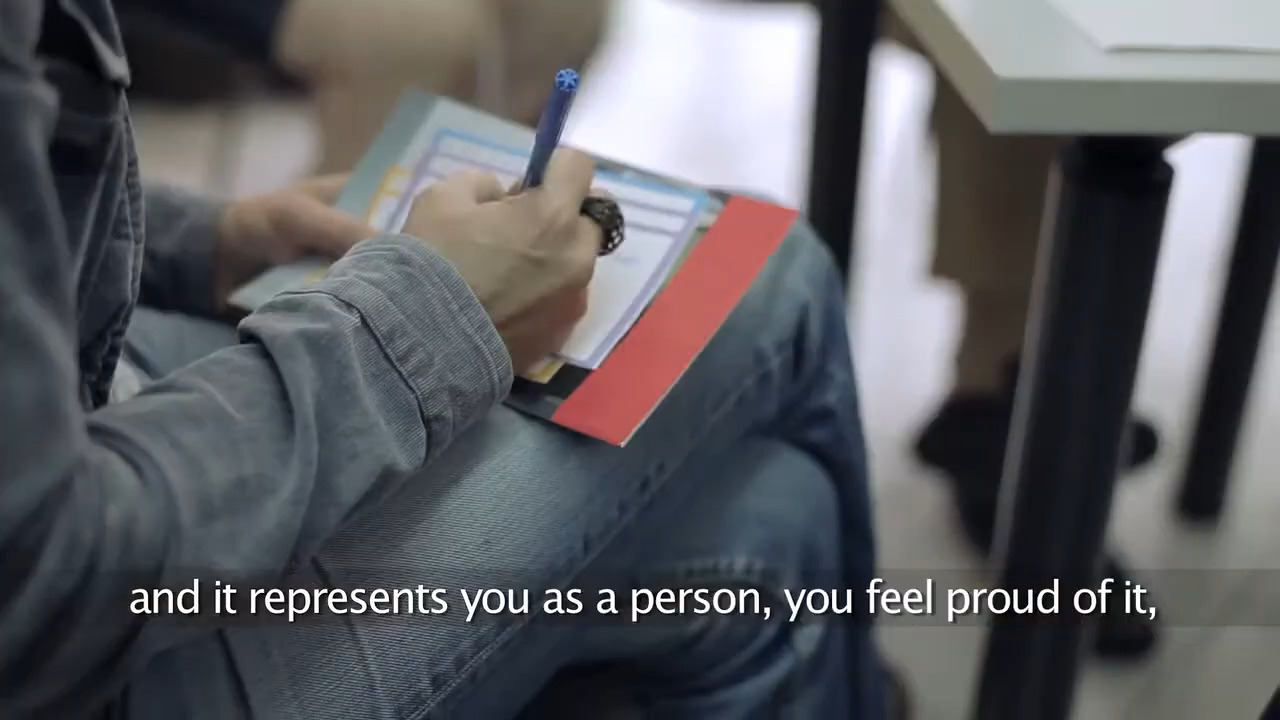 and it represents you as a person, you feel proud of it,